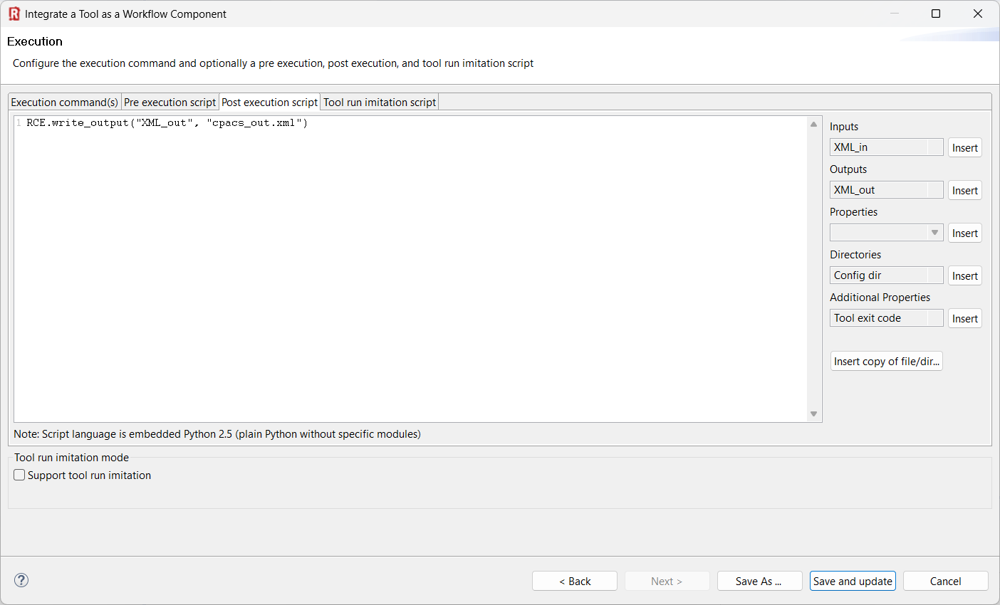 Integrate a Tool as a Workflow Component
Execution
Configure the execution command and optionally a pre execution, post execution, and tool run imitation script
Execution command(s) Pre execution script Post execution script Tool run imitation script
1 RCE.write_output("XML_out", "cpacs_out.xml")
Inputs
XML_in Insert
Outputs
XML_out Insert
Properties
Insert
Directories
Config dir Insert
Additional Properties
Tool exit code Insert
Insert copy of file/dir...
Note: Script language is embedded Python 2.5 (plain Python without specific modules)
Tool run imitation mode
Support tool run imitation
? < Back Next > Save As ... Save and update Cancel